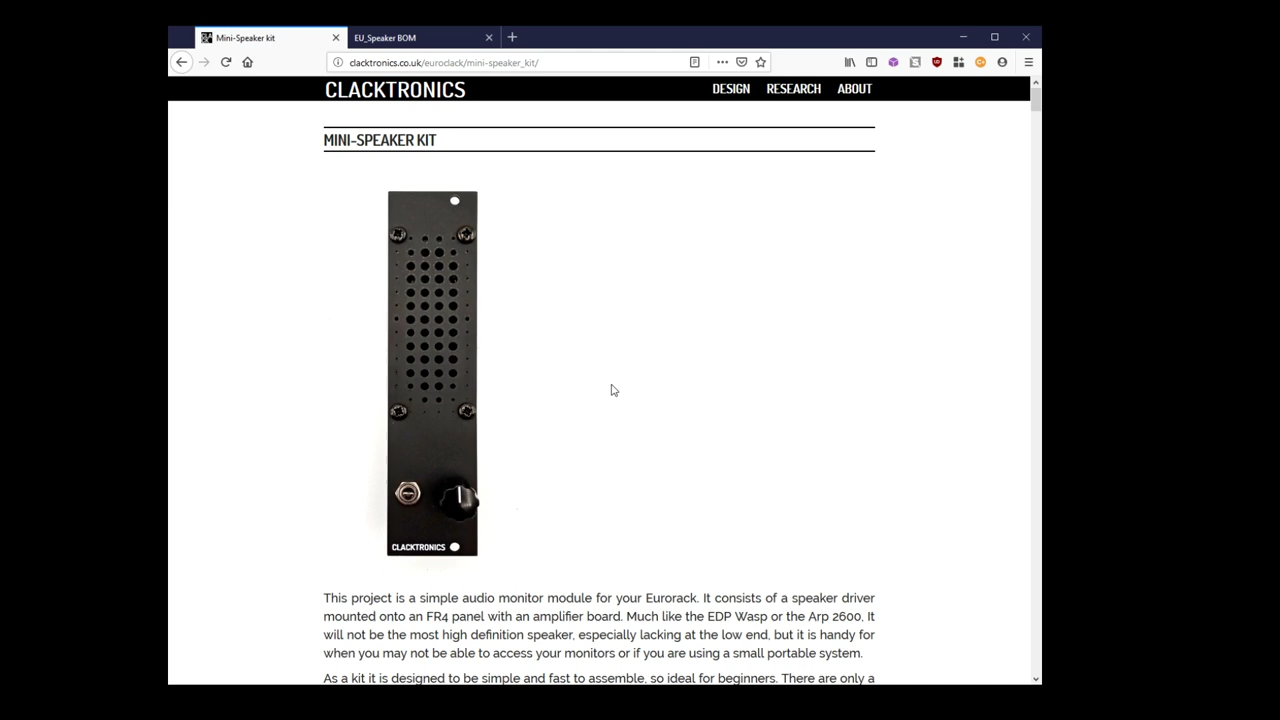 Mini-Speaker kit
EU_Speaker BOM
clacktronics.co.uk/euroclack/mini-speaker_kit/
CLACKTRONICS
DESIGN RESEARCH ABOUT
MINI-SPEAKER KIT
CLACKTRONICS
This project is a simple audio monitor module for your Eurorack. It consists of a speaker driver
mounted onto an FR4 panel with an amplifier board. Much like the EDP Wasp or the Arp 2600, It
will not be the most high definition speaker, especially lacking at the low end, but it is handy for
when you may not be able to access your monitors or if you are using a small portable system.
As a kit it is designed to be simple and fast to assemble, so ideal for beginners. There are only a